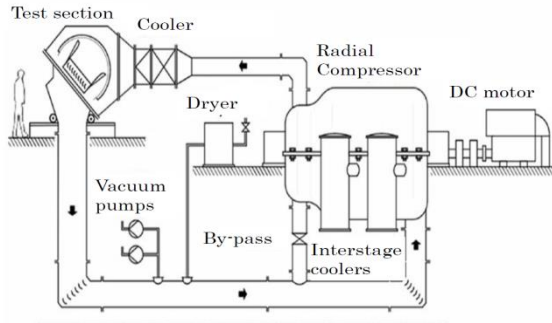 Test section
Cooler
Radial
Compressor
DC motor
Dryer
Vacuum
pumps
By-pass
Interstage
coolers